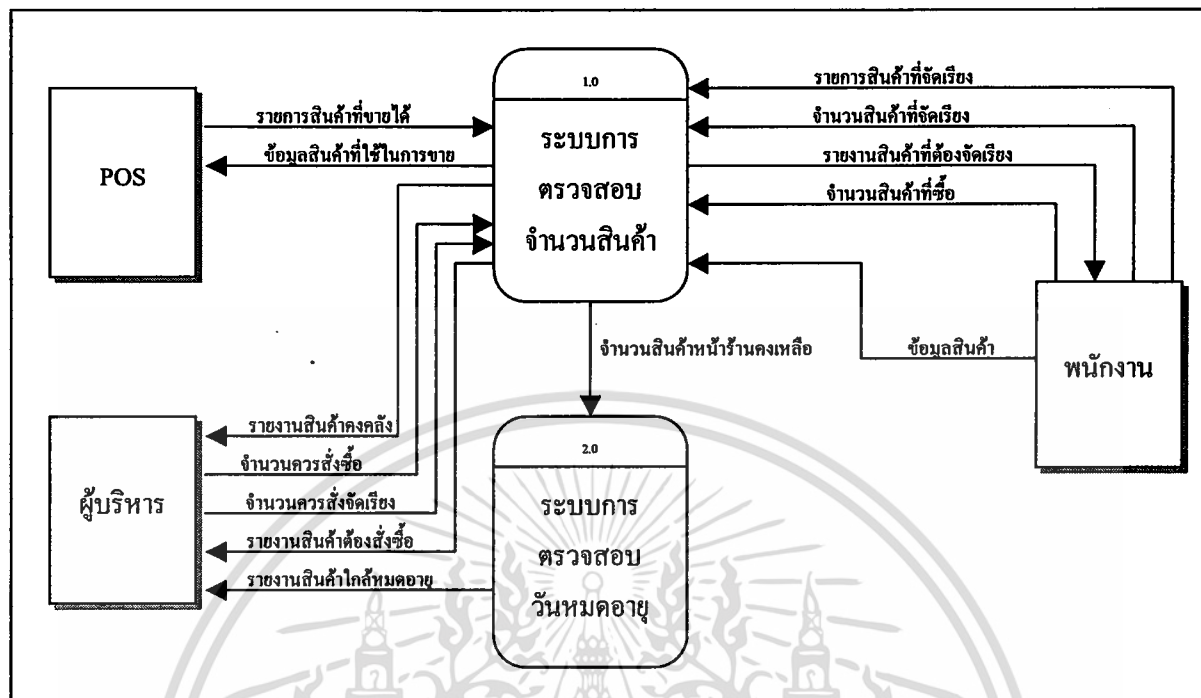 1.0
ระบบการ
ตรวจสอบ
จำนวนสินค้า
POS
รายการสินค้าที่ขายได้
ข้อมูลสินค้าที่ใช้ในการขาย
รายการสินค้าที่จัดเรียง
จำนวนสินค้าที่จัดเรียง
รายงานสินค้าที่ต้องจัดเรียง
จำนวนสินค้าที่ซื้อ
ข้อมูลสินค้า
พนักงาน
จำนวนสินค้าหน้าร้านคงเหลือ
ผู้บริหาร
รายงานสินค้าคงคลัง
จำนวนควรสั่งซื้อ
จำนวนควรสั่งจัดเรียง
รายงานสินค้าต้องสั่งซื้อ
รายงานสินค้าใกล้หมดอายุ
2.0
ระบบการ
ตรวจสอบ
วันหมดอายุ